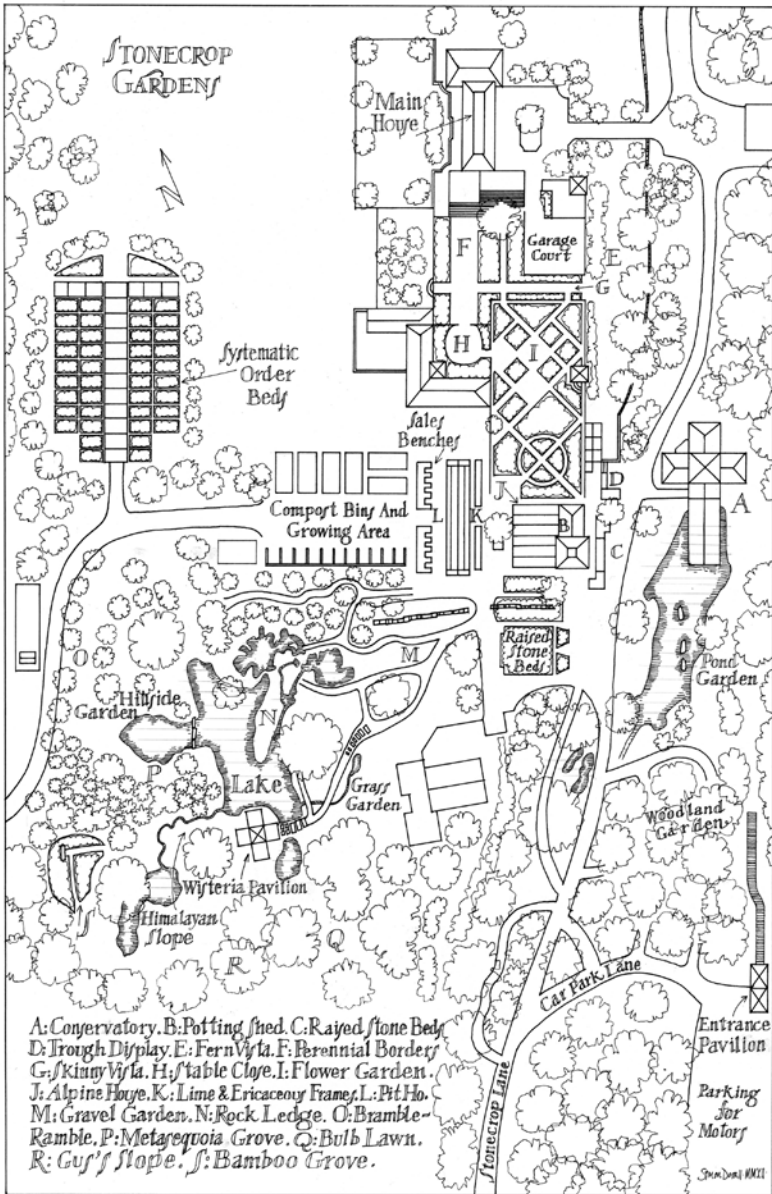 STONECROP
GARDENS
N
Main
House
Garage
Court
E
F
G
H
I
Systematic
Order
Beds
Sales
Benches
Compost Bins And
Growing Area
L
K
J
B
D
C
A
Raised
Stone
Beds
Pond
Garden
O
M
Hillside
Garden
N
P
Lake
Grass
Garden
Woodland
Garden
Wisteria Pavilion
S
Himalayan
Slope
R
Q
Car Park Lane
Stonecrop Lane
Entrance
Pavilion
Parking
for
Motors
A: Conservatory. B: Potting Shed. C: Raised Stone Beds
D: Trough Display. E: Fern Vista. F: Perennial Borders
G: Skinny Vista. H: Stable Close. I: Flower Garden.
J: Alpine House. K: Lime & Ericaceous Frames. L: Pit Ho.
M: Gravel Garden. N: Rock Ledge. O: Bramble-
Ramble. P: Metasequoia Grove. Q: Bulb Lawn.
R: Gus's Slope. S: Bamboo Grove.